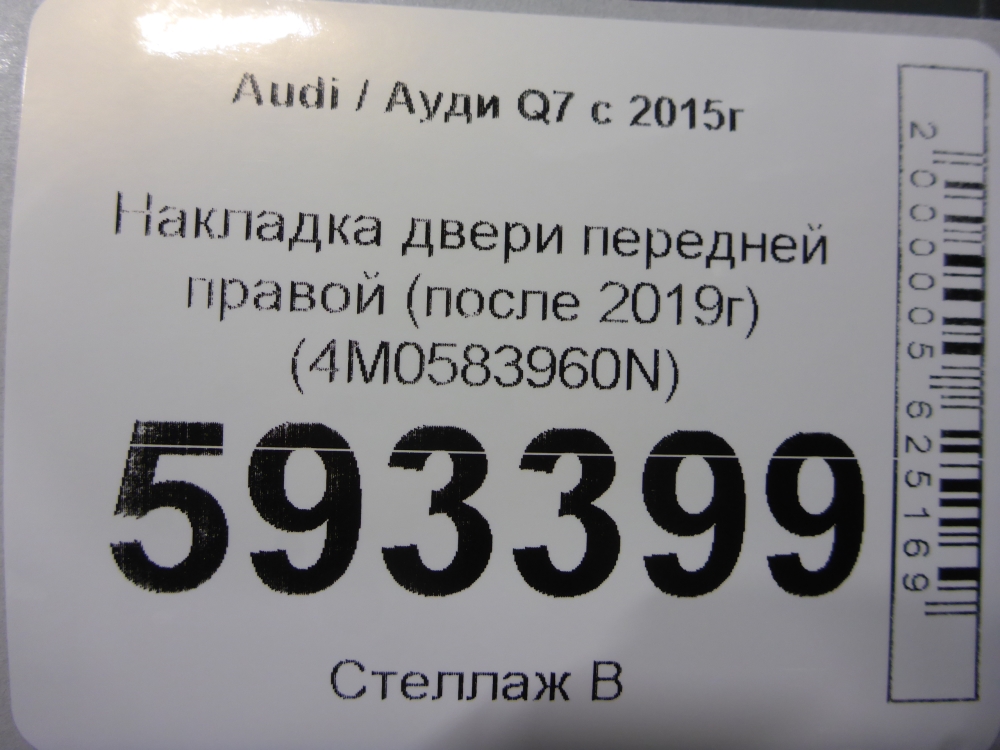 Audi / Ауди Q7 с 2015г
Накладка двери передней
правой (после 2019г)
(4M0583960N)
593399
Стеллаж В
2000005625169